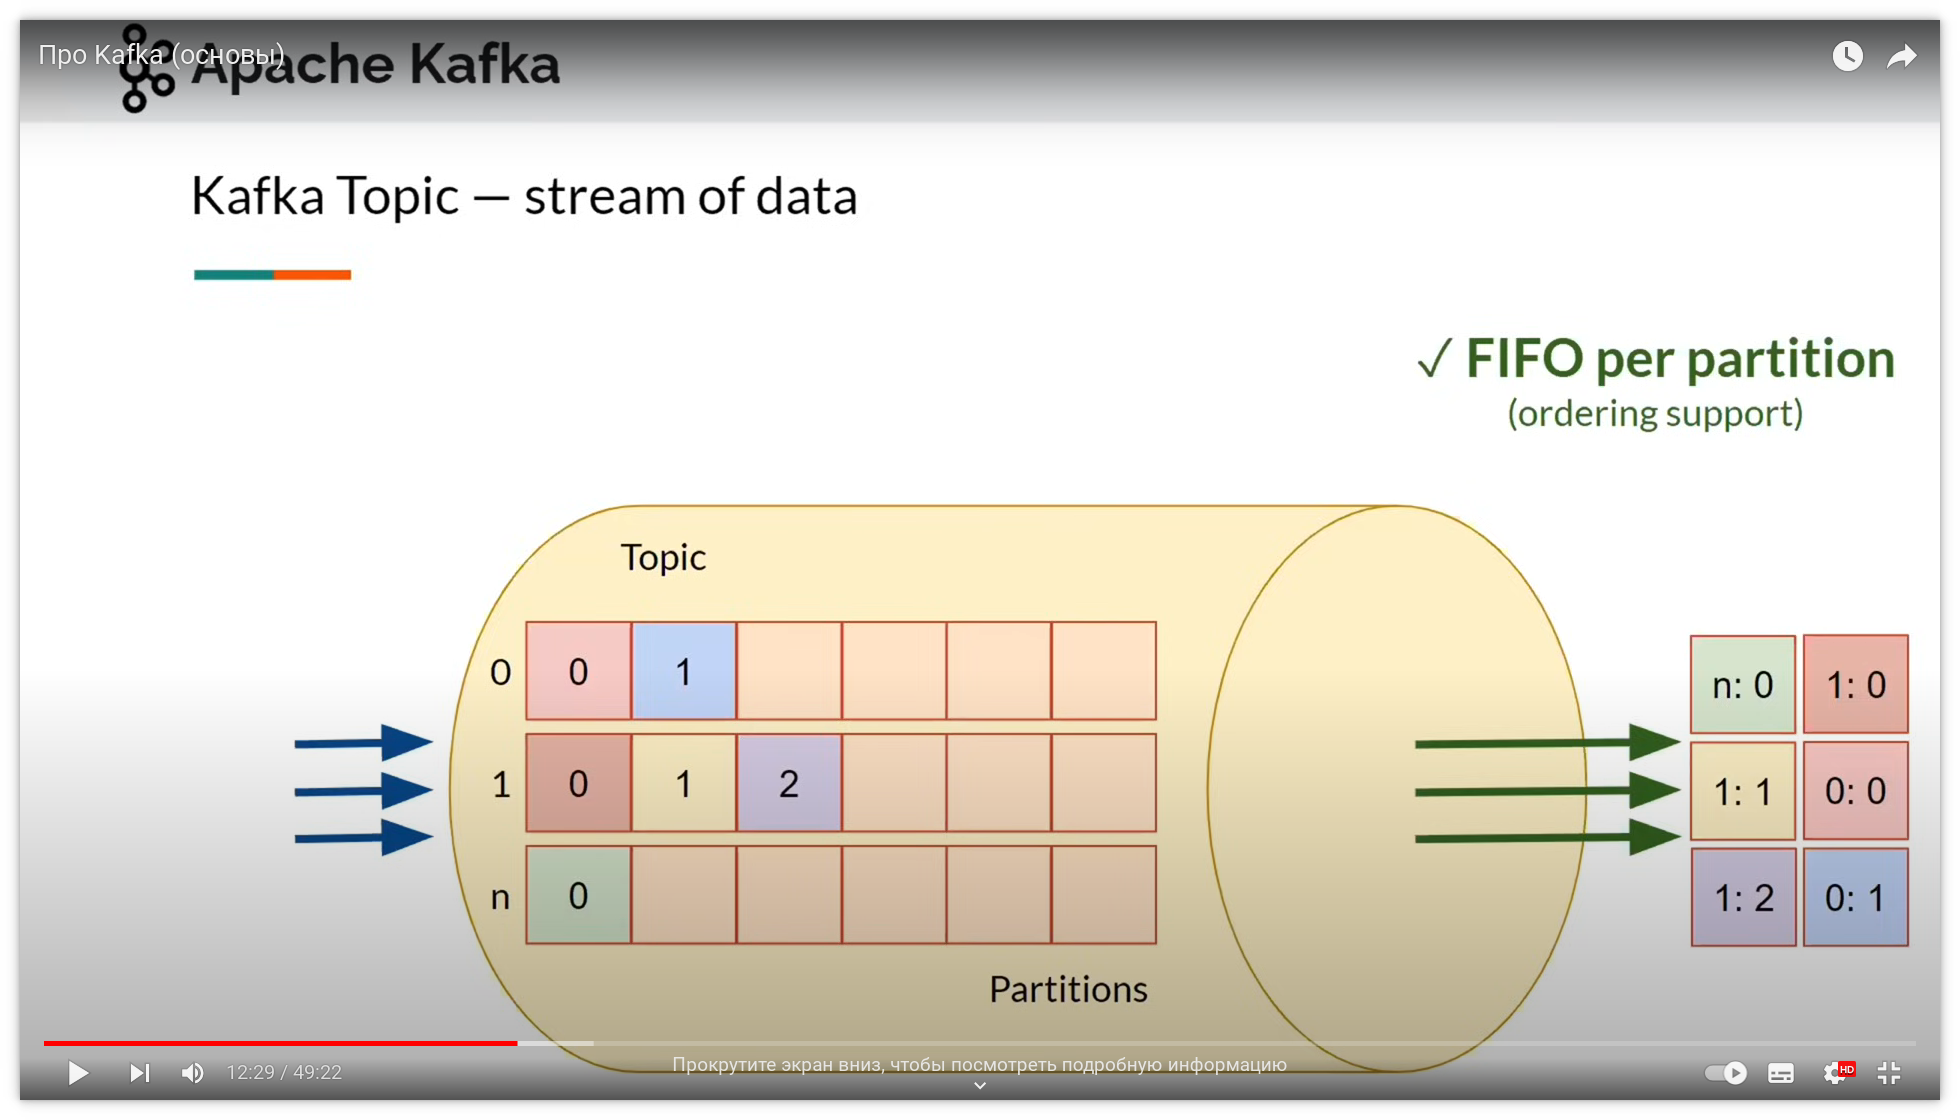 Про Kafka (основы)
Apache Kafka
Kafka Topic — stream of data
✓ FIFO per partition
(ordering support)
Topic
0 0 1
1 0 1 2
n 0
Partitions
n: 0 1: 0
1: 1 0: 0
1: 2 0: 1
12:29 / 49:22
Прокрутите экран вниз, чтобы посмотреть подробную информацию
HD